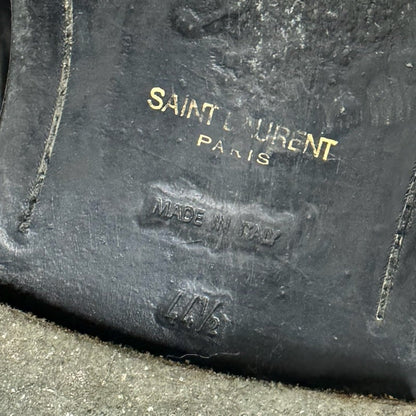 SAINT LAURENT
PARIS
MADE IN ITALY
44½